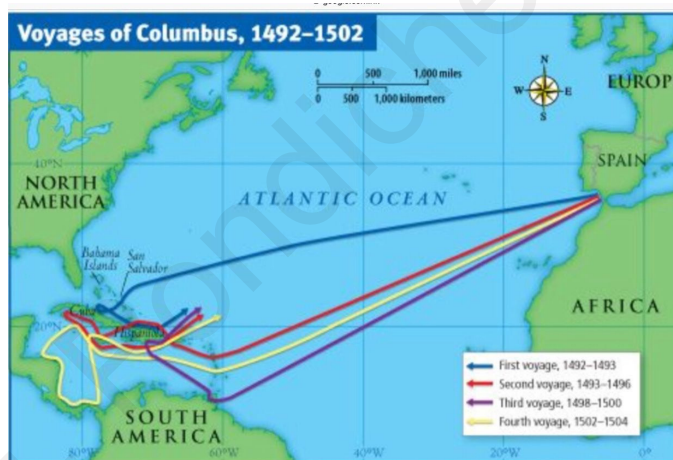 Voyages of Columbus, 1492–1502
0 500 1,000 miles
0 500 1,000 kilometers
N
W E
S
EUROP
SPAIN
40°N
NORTH
AMERICA
ATLANTIC OCEAN
Bahama
Islands
San
Salvador
Cuba
20°N
Hispaniola
AFRICA
SOUTH
AMERICA
First voyage, 1492–1493
Second voyage, 1493–1496
Third voyage, 1498–1500
Fourth voyage, 1502–1504
80°W 60°W 40°W 20°W 0°